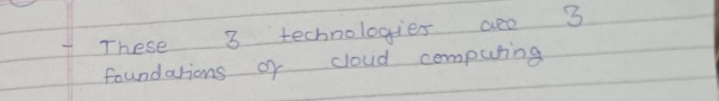 - These 3 technologies are 3
foundations of cloud computing